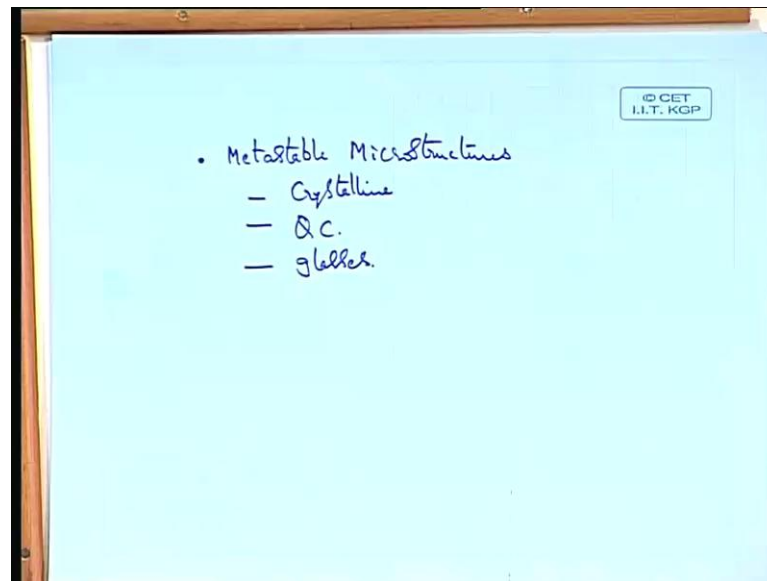 © CET
I.I.T. KGP
• Metastable Microstructures
— Crystalline
— QC.
— glasses.